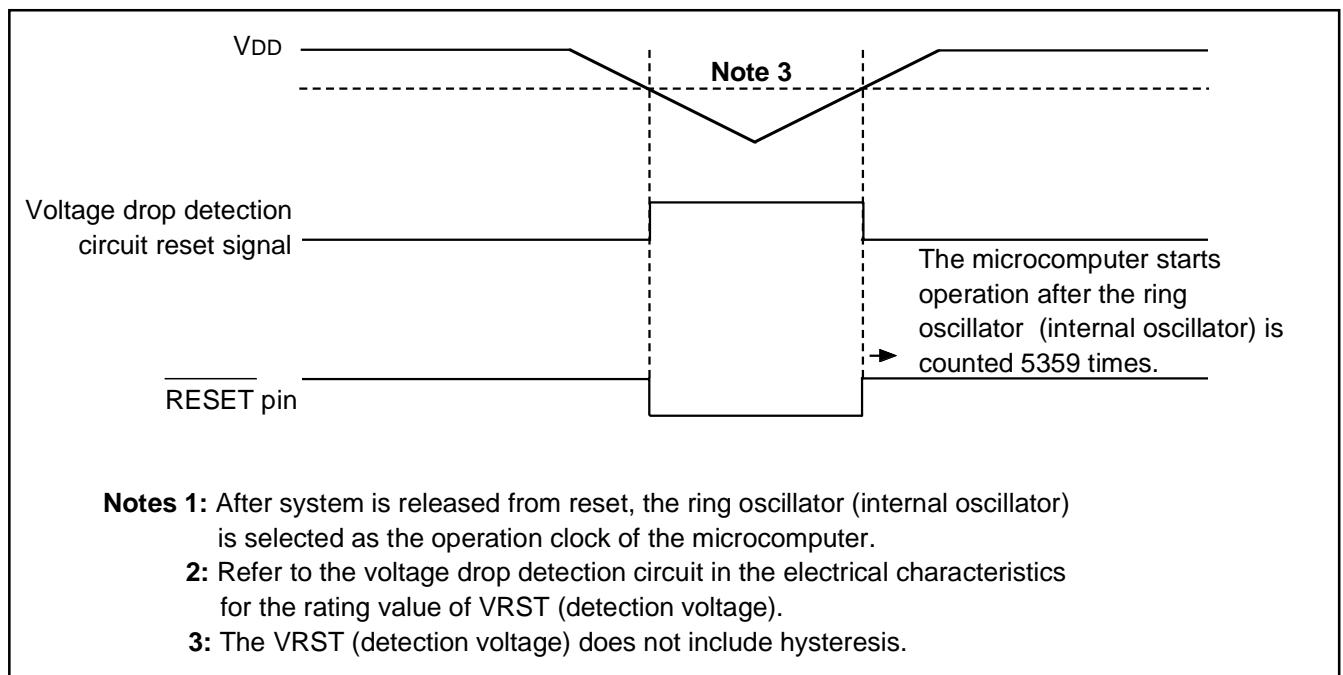 VDD
Note 3
Voltage drop detection
circuit reset signal
The microcomputer starts
operation after the ring
oscillator (internal oscillator) is
counted 5359 times.
RESET pin
Notes 1: After system is released from reset, the ring oscillator (internal oscillator)
is selected as the operation clock of the microcomputer.
2: Refer to the voltage drop detection circuit in the electrical characteristics
for the rating value of VRST (detection voltage).
3: The VRST (detection voltage) does not include hysteresis.